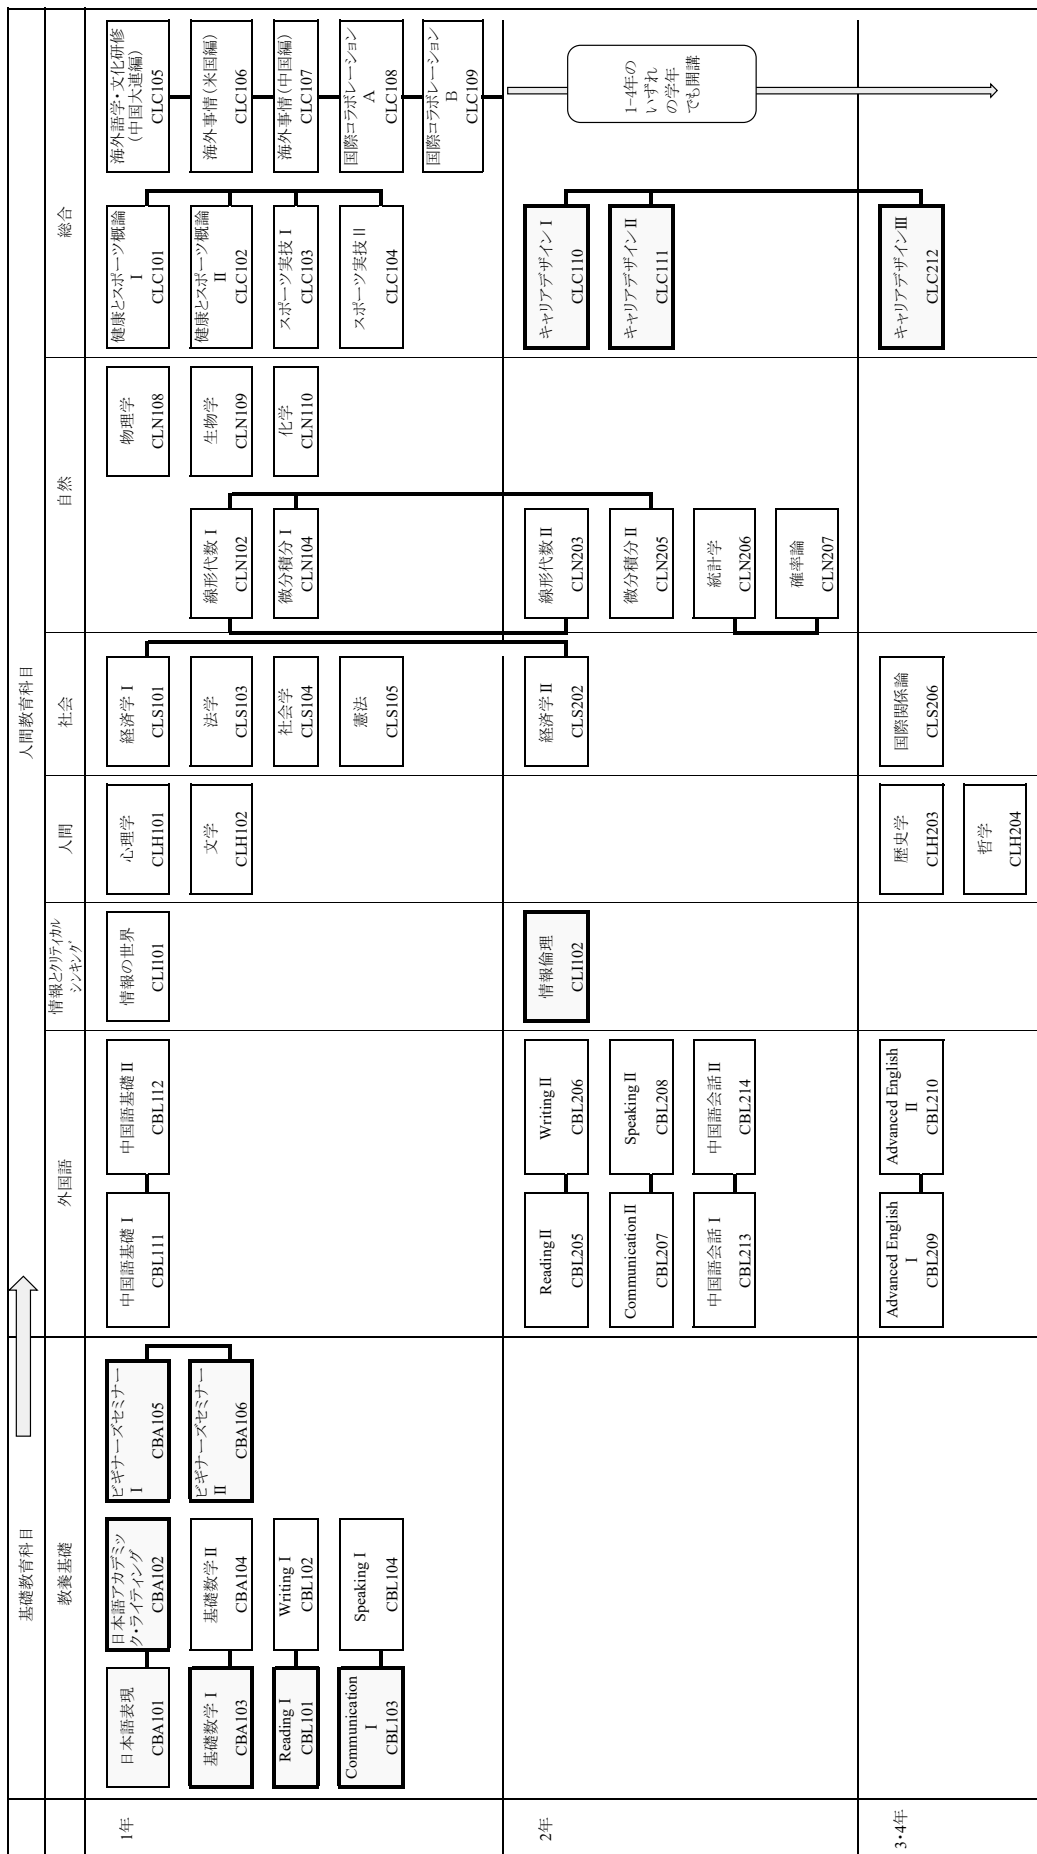 基礎教育科目
人間教育科目
教養基礎
外国語
情報とクリティカル
シンキング
人間
社会
自然
総合
1年
日本語表現
CBA101
日本語アカデミッ
ク・ライティング
CBA102
ビギナーズセミナー
I
CBA105
基礎数学 I
CBA103
基礎数学 II
CBA104
ビギナーズセミナー
II
CBA106
Reading I
CBL101
Writing I
CBL102
Communication
I
CBL103
Speaking I
CBL104
中国語基礎 I
CBL111
中国語基礎 II
CBL112
情報の世界
CLI101
心理学
CLH101
文学
CLH102
経済学 I
CLS101
法学
CLS103
社会学
CLS104
憲法
CLS105
線形代数 I
CLN102
微分積分 I
CLN104
物理学
CLN108
生物学
CLN109
化学
CLN110
健康とスポーツ概論
I
CLC101
健康とスポーツ概論
II
CLC102
スポーツ実技 I
CLC103
スポーツ実技 II
CLC104
海外語学・文化研修
(中国大連編)
CLC105
海外事情(米国編)
CLC106
海外事情(中国編)
CLC107
国際コラボレーション
A
CLC108
国際コラボレーション
B
CLC109
2年
Reading II
CBL205
Writing II
CBL206
Communication II
CBL207
Speaking II
CBL208
中国語会話 I
CBL213
中国語会話 II
CBL214
情報倫理
CLI102
経済学 II
CLS202
線形代数 II
CLN203
微分積分 II
CLN205
統計学
CLN206
確率論
CLN207
キャリアデザイン I
CLC110
キャリアデザイン II
CLC111
1-4年の
いずれ
の学年
でも開講
3・4年
Advanced English
I
CBL209
Advanced English
II
CBL210
歴史学
CLH203
哲学
CLH204
国際関係論
CLS206
キャリアデザインIII
CLC212